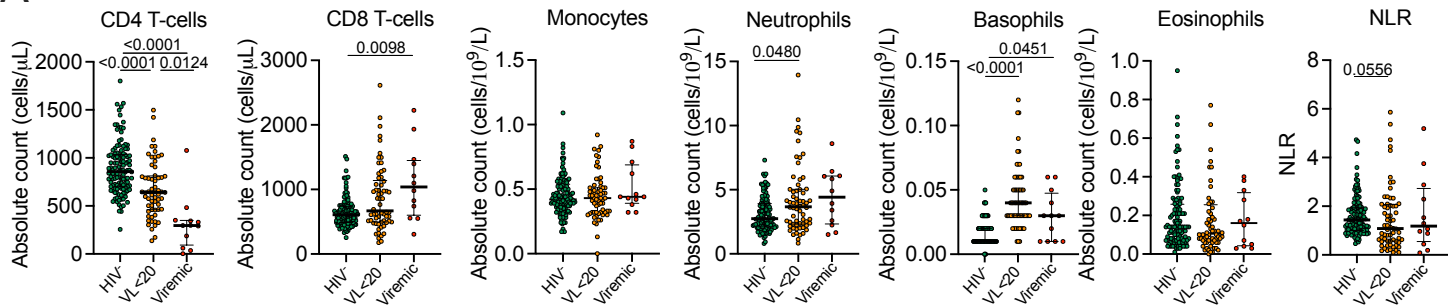 CD4 T-cells
Absolute count (cells/µL)
<0.0001
<0.0001 0.0124
2000
1500
1000
500
0
HIV-
VL<20
Viremic
CD8 T-cells
Absolute count (cells/µL)
0.0098
3000
2000
1000
0
HIV-
VL<20
Viremic
Monocytes
Absolute count (cells/10⁹/L)
1.5
1.0
0.5
0.0
HIV-
VL<20
Viremic
Neutrophils
Absolute count (cells/10⁹/L)
0.0480
15
10
5
0
HIV-
VL<20
Viremic
Basophils
Absolute count (cells/10⁹/L)
0.0451
<0.0001
0.15
0.10
0.05
0.00
HIV-
VL<20
Viremic
Eosinophils
Absolute count (cells/10⁹/L)
1.0
0.8
0.6
0.4
0.2
0.0
HIV-
VL<20
Viremic
NLR
NLR
0.0556
8
6
4
2
0
HIV-
VL<20
Viremic